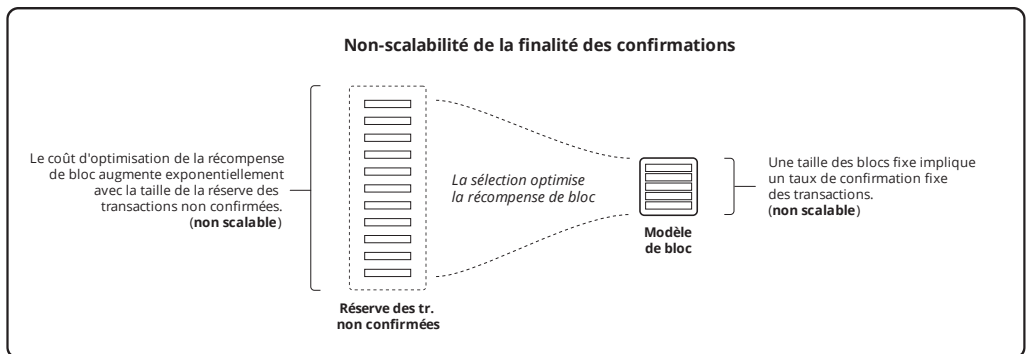 Non-scalabilité de la finalité des confirmations
Le coût d'optimisation de la récompense
de bloc augmente exponentiellement
avec la taille de la réserve des
transactions non confirmées.
(non scalable)
La sélection optimise
la récompense de bloc
Une taille des blocs fixe implique
un taux de confirmation fixe
des transactions.
(non scalable)
Modèle
de bloc
Réserve des tr.
non confirmées